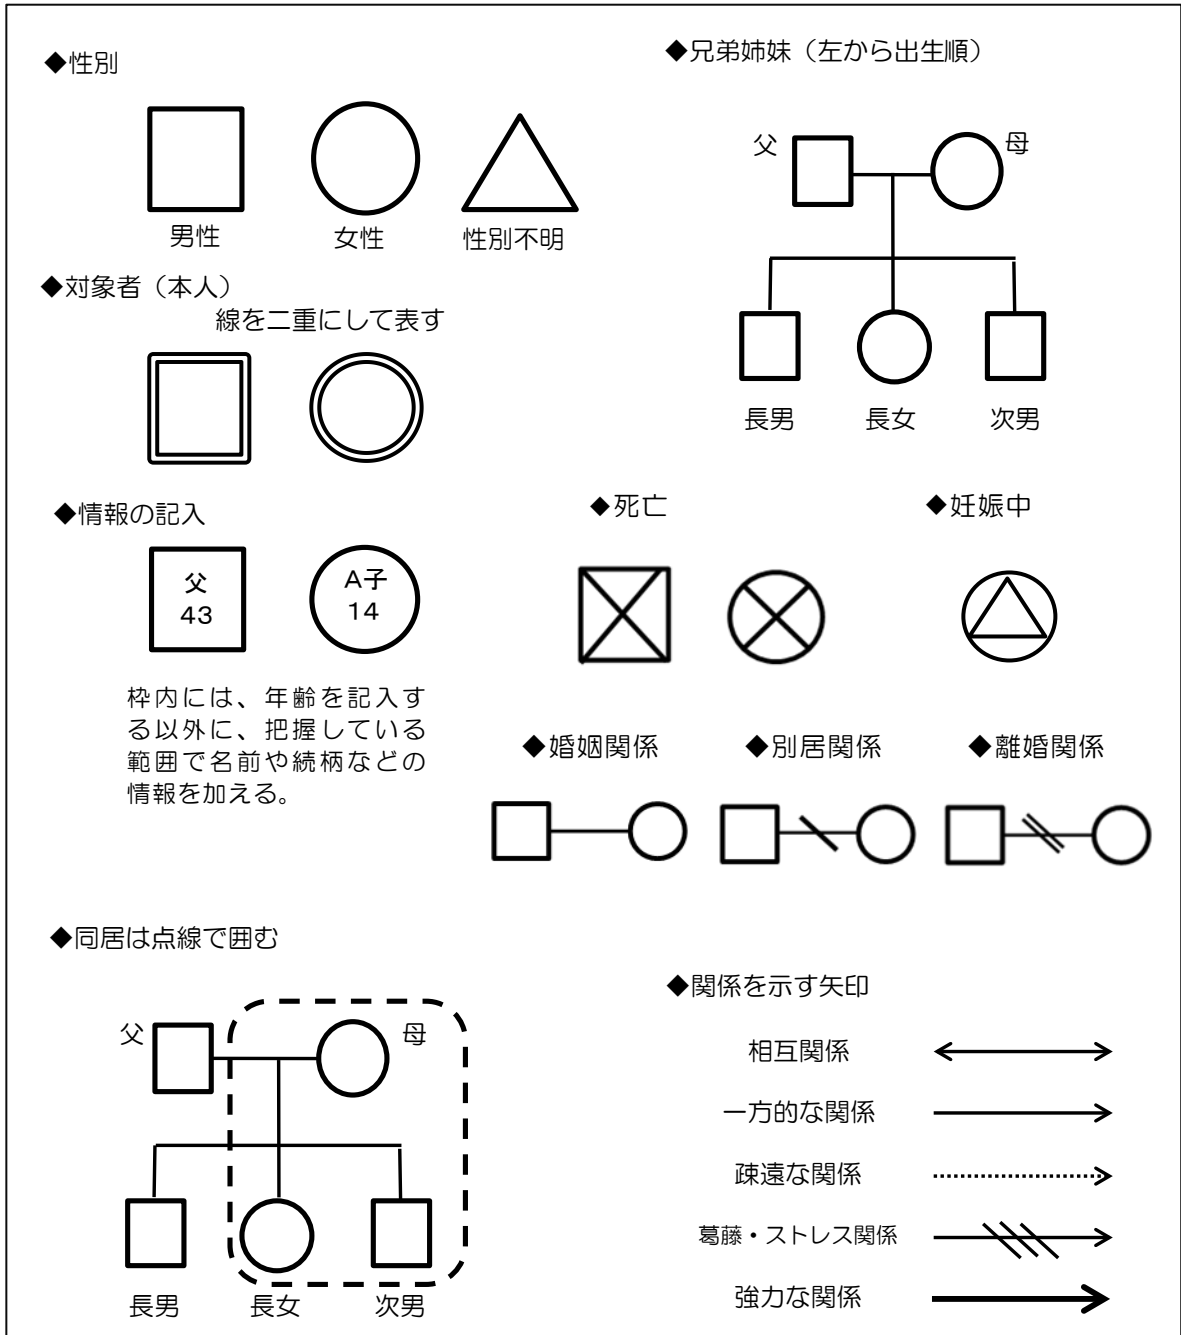 ◆性別
男性
女性
性別不明
◆対象者（本人）
線を二重にして表す
◆情報の記入
父
43
A子
14
枠内には、年齢を記入す
る以外に、把握している
範囲で名前や続柄などの
情報を加える。
◆兄弟姉妹（左から出生順）
父
母
長男
長女
次男
◆死亡
◆妊娠中
◆婚姻関係
◆別居関係
◆離婚関係
◆同居は点線で囲む
父
母
長男
長女
次男
◆関係を示す矢印
相互関係
一方的な関係
疎遠な関係
葛藤・ストレス関係
強力な関係